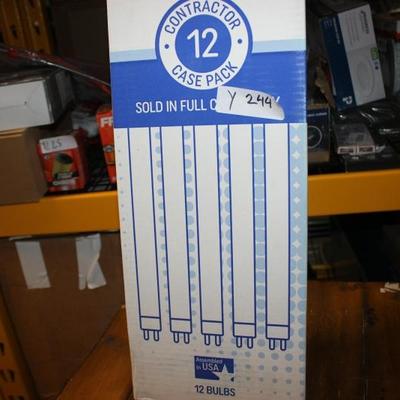 CONTRACTOR
12
CASE PACK
SOLD IN FULL
Y 244
Assembled
in USA
12 BULBS